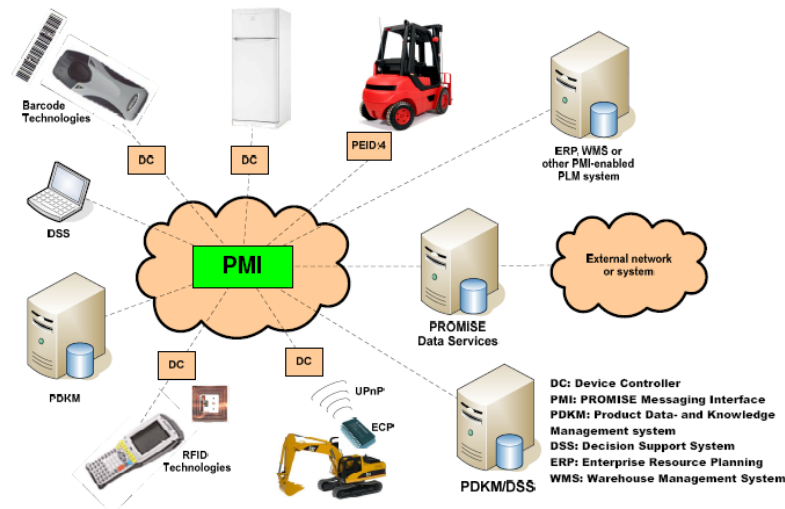 Barcode
Technologies
DC
DC
PEID:4
ERP, WMS or
other PMI-enabled
PLM system
DSS
PMI
External network
or system
PROMISE
Data Services
PDKM
DC
DC
UPnP
ECP
RFID
Technologies
PDKM/DSS
DC: Device Controller
PMI: PROMISE Messaging Interface
PDKM: Product Data- and Knowledge
Management system
DSS: Decision Support System
ERP: Enterprise Resource Planning
WMS: Warehouse Management System